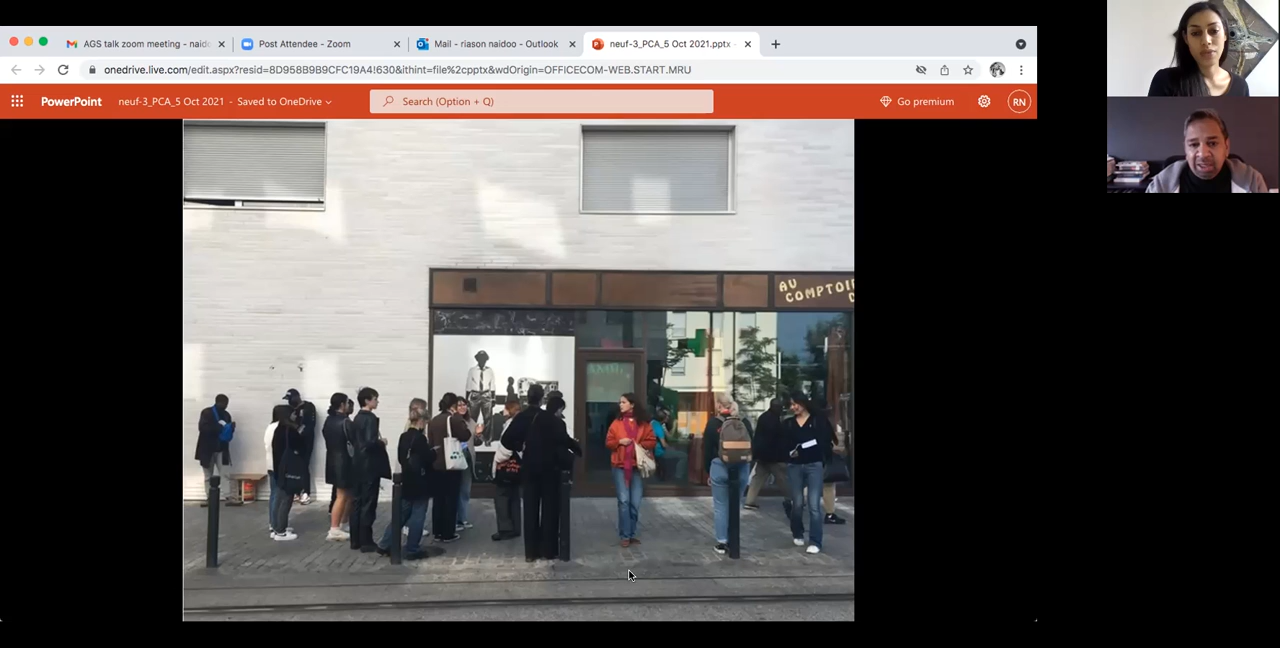 AGS talk zoom meeting - naid
Post Attendee - Zoom
Mail - riason naidoo - Outlook
neuf-3_PCA_5 Oct 2021.pptx -
onedrive.live.com/edit.aspx?resid=8D958B9B9CFC19A4!630&ithint=file%2cpptx&wdOrigin=OFFICECOM-WEB.START.MRU
PowerPoint
neuf-3_PCA_5 Oct 2021 - Saved to OneDrive
Search (Option + Q)
Go premium
RN
AU
COMPTOI